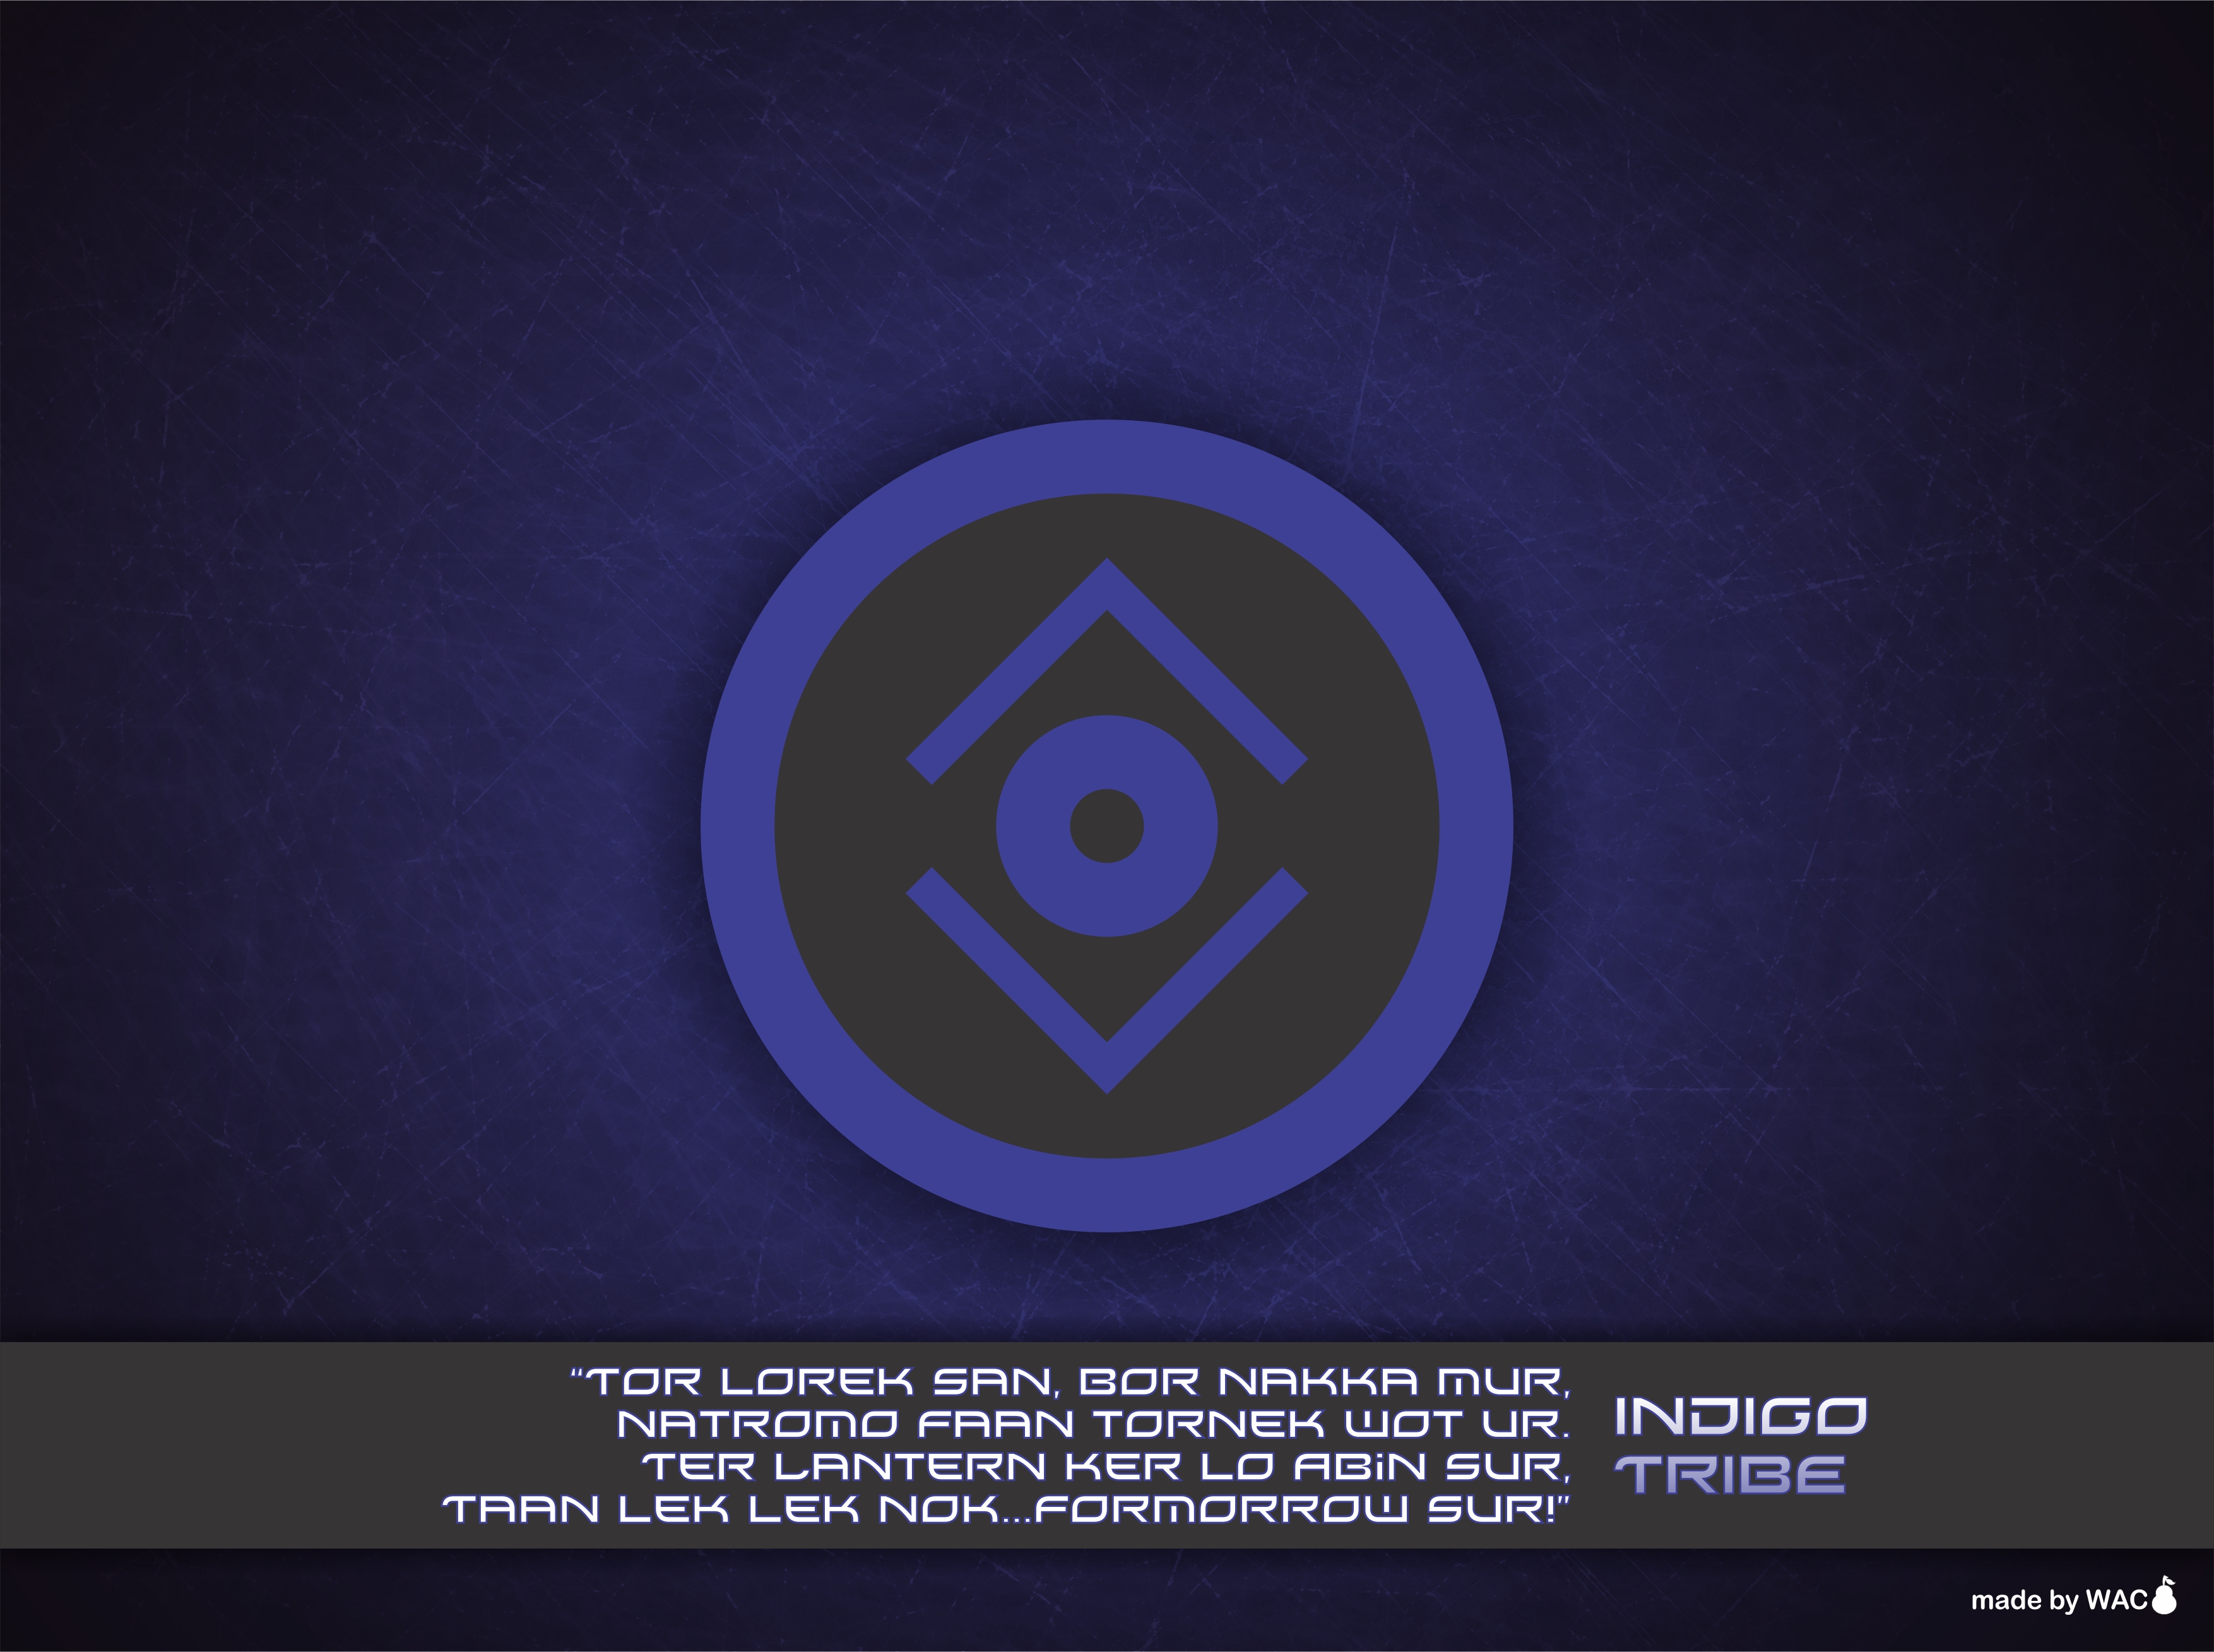 “TOR LOREK SAN, BOR NAKKA MUR,
NATROMO FAAN TORNEK WOT UR.
TER LANTERN KER LO ABiN SUR,
TAAN LEK LEK NOK...FORMORROW SUR!”
INDIGO
TRIBE
made by WAC